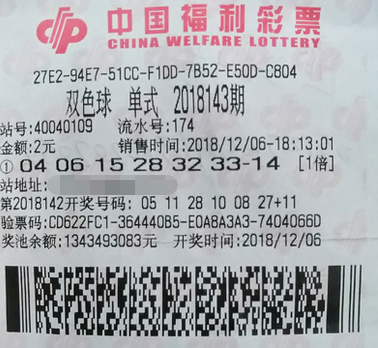 中国福利彩票
CHINA WELFARE LOTTERY
27E2-94E7-51CC-F1DD-7B52-E50D-C804
双色球 单式 2018143期
站号:40040109 流水号:174
金额:2元 销售时间:2018/12/06-18:13:01
① 04 06 15 28 32 33-14 [1倍]
站地址:
第2018142开奖号码: 05 11 28 10 08 27+11
验票码:CD622FC1-364440B5-E0A8A3A3-7404066D
奖池余额:1343493083元 开奖时间:2018/12/06